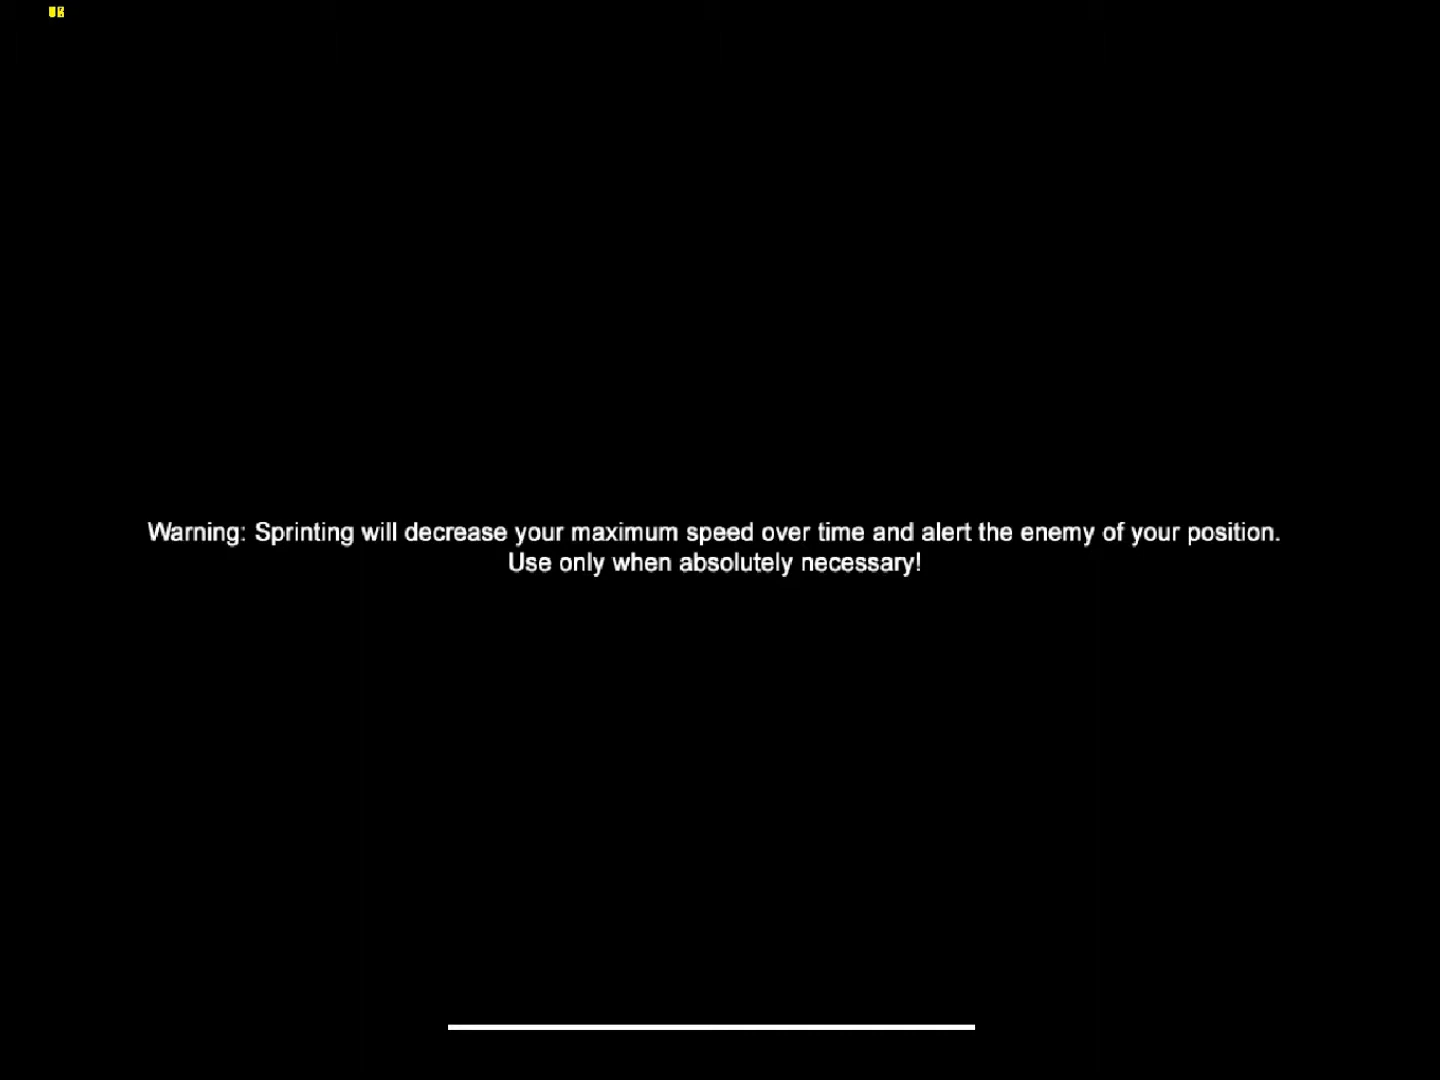 Warning: Sprinting will decrease your maximum speed over time and alert the enemy of your position.
Use only when absolutely necessary!